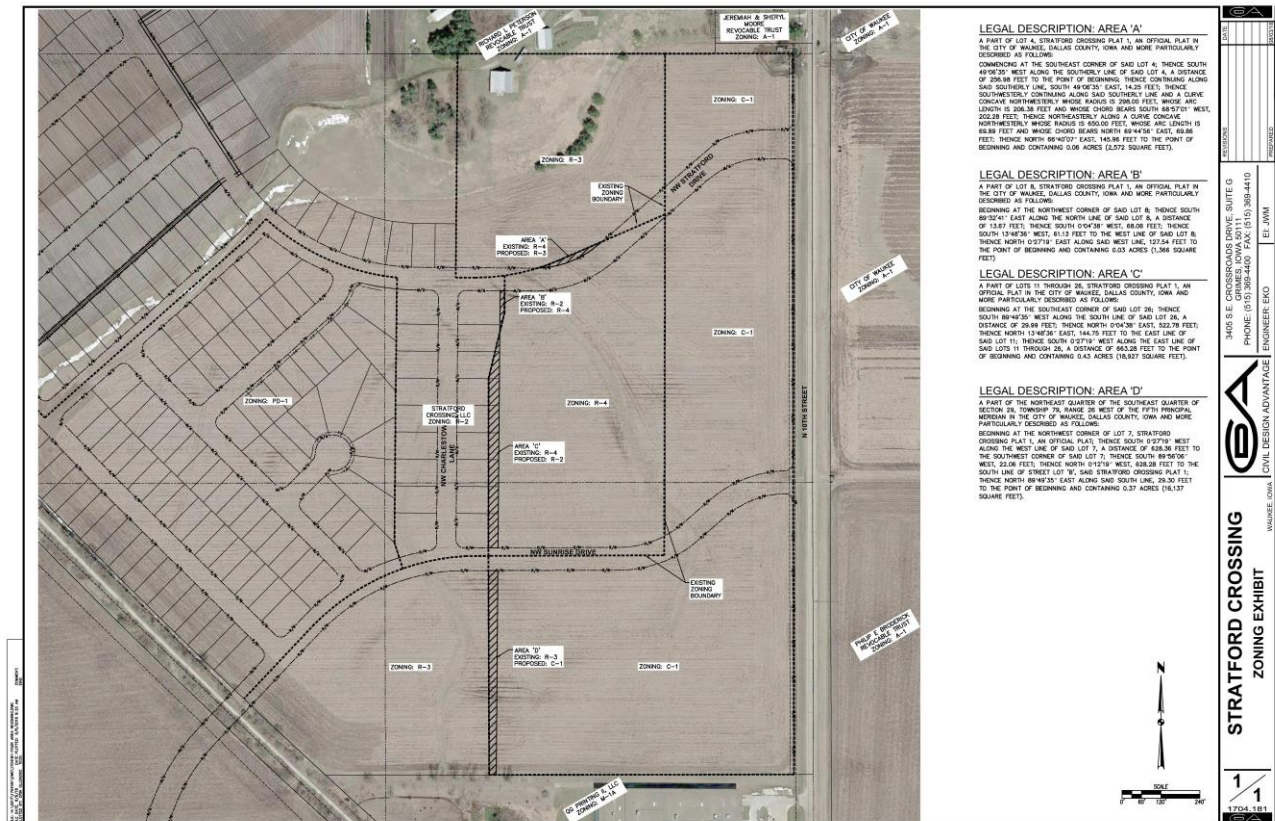 RICHARD L. PETERSON
REVOCABLE TRUST
ZONING: A-1
JEREMIAH & SHERYL
MOORE
REVOCABLE TRUST
ZONING: A-1
CITY OF WAUKEE
ZONING: A-1
ZONING: C-1
ZONING: R-3
NW STRATFORD
DRIVE
EXISTING
ZONING
BOUNDARY
AREA 'A'
EXISTING: R-4
PROPOSED: R-3
CITY OF WAUKEE
ZONING: A-1
AREA 'B'
EXISTING: R-2
PROPOSED: R-4
ZONING: C-1
ZONING: PD-1
STRATFORD
CROSSING, LLC
ZONING: R-2
NW CHARLESTON
LANE
ZONING: R-4
N 10TH STREET
AREA 'C'
EXISTING: R-4
PROPOSED: R-2
NW SUNRISE DRIVE
EXISTING
ZONING
BOUNDARY
PHILIP E BRODERICK
REVOCABLE TRUST
ZONING: A-1
AREA 'D'
EXISTING: R-3
PROPOSED: C-1
ZONING: R-3
ZONING: C-1
QG PRINTING II, LLC
ZONING: M-1A
LEGAL DESCRIPTION: AREA 'A'
A PART OF LOT 4, STRATFORD CROSSING PLAT 1, AN OFFICIAL PLAT IN
THE CITY OF WAUKEE, DALLAS COUNTY, IOWA AND MORE PARTICULARLY
DESCRIBED AS FOLLOWS:
COMMENCING AT THE SOUTHEAST CORNER OF SAID LOT 4; THENCE SOUTH
49°06'35" WEST ALONG THE SOUTHERLY LINE OF SAID LOT 4, A DISTANCE
OF 256.98 FEET TO THE POINT OF BEGINNING; THENCE CONTINUING ALONG
SAID SOUTHERLY LINE, SOUTH 49°06'35" EAST, 14.25 FEET; THENCE
SOUTHWESTERLY CONTINUING ALONG SAID SOUTHERLY LINE AND A CURVE
CONCAVE NORTHWESTERLY WHOSE RADIUS IS 298.00 FEET, WHOSE ARC
LENGTH IS 206.38 FEET AND WHOSE CHORD BEARS SOUTH 68°57'01" WEST,
202.28 FEET; THENCE NORTHEASTERLY ALONG A CURVE CONCAVE
NORTHWESTERLY WHOSE RADIUS IS 650.00 FEET, WHOSE ARC LENGTH IS
69.89 FEET AND WHOSE CHORD BEARS NORTH 69°44'56" EAST, 69.86
FEET; THENCE NORTH 66°40'07" EAST, 145.96 FEET TO THE POINT OF
BEGINNING AND CONTAINING 0.06 ACRES (2,572 SQUARE FEET).
LEGAL DESCRIPTION: AREA 'B'
A PART OF LOT 8, STRATFORD CROSSING PLAT 1, AN OFFICIAL PLAT IN
THE CITY OF WAUKEE, DALLAS COUNTY, IOWA AND MORE PARTICULARLY
DESCRIBED AS FOLLOWS:
BEGINNING AT THE NORTHWEST CORNER OF SAID LOT 8; THENCE SOUTH
89°32'41" EAST ALONG THE NORTH LINE OF SAID LOT 8, A DISTANCE
OF 13.67 FEET; THENCE SOUTH 0°04'38" WEST, 68.06 FEET; THENCE
SOUTH 13°48'36" WEST, 61.13 FEET TO THE WEST LINE OF SAID LOT 8;
THENCE NORTH 0°27'19" EAST ALONG SAID WEST LINE, 127.54 FEET TO
THE POINT OF BEGINNING AND CONTAINING 0.03 ACRES (1,366 SQUARE
FEET)
LEGAL DESCRIPTION: AREA 'C'
A PART OF LOTS 11 THROUGH 26, STRATFORD CROSSING PLAT 1, AN
OFFICIAL PLAT IN THE CITY OF WAUKEE, DALLAS COUNTY, IOWA AND
MORE PARTICULARLY DESCRIBED AS FOLLOWS:
BEGINNING AT THE SOUTHEAST CORNER OF SAID LOT 26; THENCE
SOUTH 89°49'35" WEST ALONG THE SOUTH LINE OF SAID LOT 26, A
DISTANCE OF 29.99 FEET; THENCE NORTH 0°04'38" EAST, 522.78 FEET;
THENCE NORTH 13°48'36" EAST, 144.75 FEET TO THE EAST LINE OF
SAID LOT 11; THENCE SOUTH 0°27'19" WEST ALONG THE EAST LINE OF
SAID LOTS 11 THROUGH 26, A DISTANCE OF 663.28 FEET TO THE POINT
OF BEGINNING AND CONTAINING 0.43 ACRES (18,927 SQUARE FEET).
LEGAL DESCRIPTION: AREA 'D'
A PART OF THE NORTHEAST QUARTER OF THE SOUTHEAST QUARTER OF
SECTION 29, TOWNSHIP 79, RANGE 26 WEST OF THE FIFTH PRINCIPAL
MERIDIAN IN THE CITY OF WAUKEE, DALLAS COUNTY, IOWA AND MORE
PARTICULARLY DESCRIBED AS FOLLOWS:
BEGINNING AT THE NORTHWEST CORNER OF LOT 7, STRATFORD
CROSSING PLAT 1, AN OFFICIAL PLAT; THENCE SOUTH 0°27'19" WEST
ALONG THE WEST LINE OF SAID LOT 7, A DISTANCE OF 628.36 FEET TO
THE SOUTHWEST CORNER OF SAID LOT 7; THENCE SOUTH 89°56'06"
WEST, 22.06 FEET; THENCE NORTH 0°12'19" WEST, 628.28 FEET TO THE
SOUTH LINE OF STREET LOT 'B', SAID STRATFORD CROSSING PLAT 1;
THENCE NORTH 89°49'35" EAST ALONG SAID SOUTH LINE, 29.30 FEET
TO THE POINT OF BEGINNING AND CONTAINING 0.37 ACRES (16,137
SQUARE FEET).
N
SCALE
0' 60' 120' 240'
DATE
REVISIONS
PREPARED
3405 S.E. CROSSROADS DRIVE, SUITE G
GRIMES, IOWA 50111
PHONE: (515) 369-4400 FAX: (515) 369-4410
ENGINEER: EKO EI: JWM
CIVIL DESIGN ADVANTAGE
WAUKEE, IOWA
STRATFORD CROSSING
ZONING EXHIBIT
1/1
1704.181